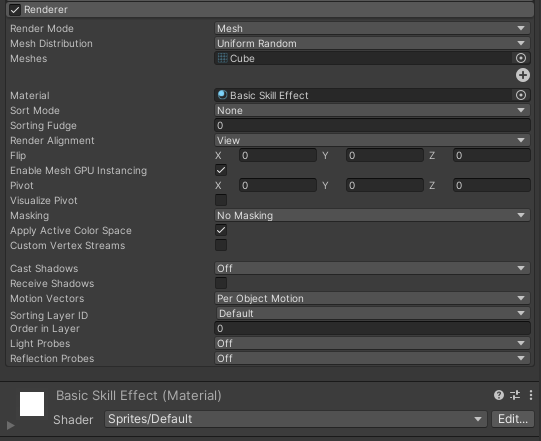 Renderer
Render Mode Mesh
Mesh Distribution Uniform Random
Meshes Cube
Material Basic Skill Effect
Sort Mode None
Sorting Fudge 0
Render Alignment View
Flip X 0 Y 0 Z 0
Enable Mesh GPU Instancing
Pivot X 0 Y 0 Z 0
Visualize Pivot
Masking No Masking
Apply Active Color Space
Custom Vertex Streams
Cast Shadows Off
Receive Shadows
Motion Vectors Per Object Motion
Sorting Layer ID Default
Order in Layer 0
Light Probes Off
Reflection Probes Off
Basic Skill Effect (Material)
Shader Sprites/Default Edit...